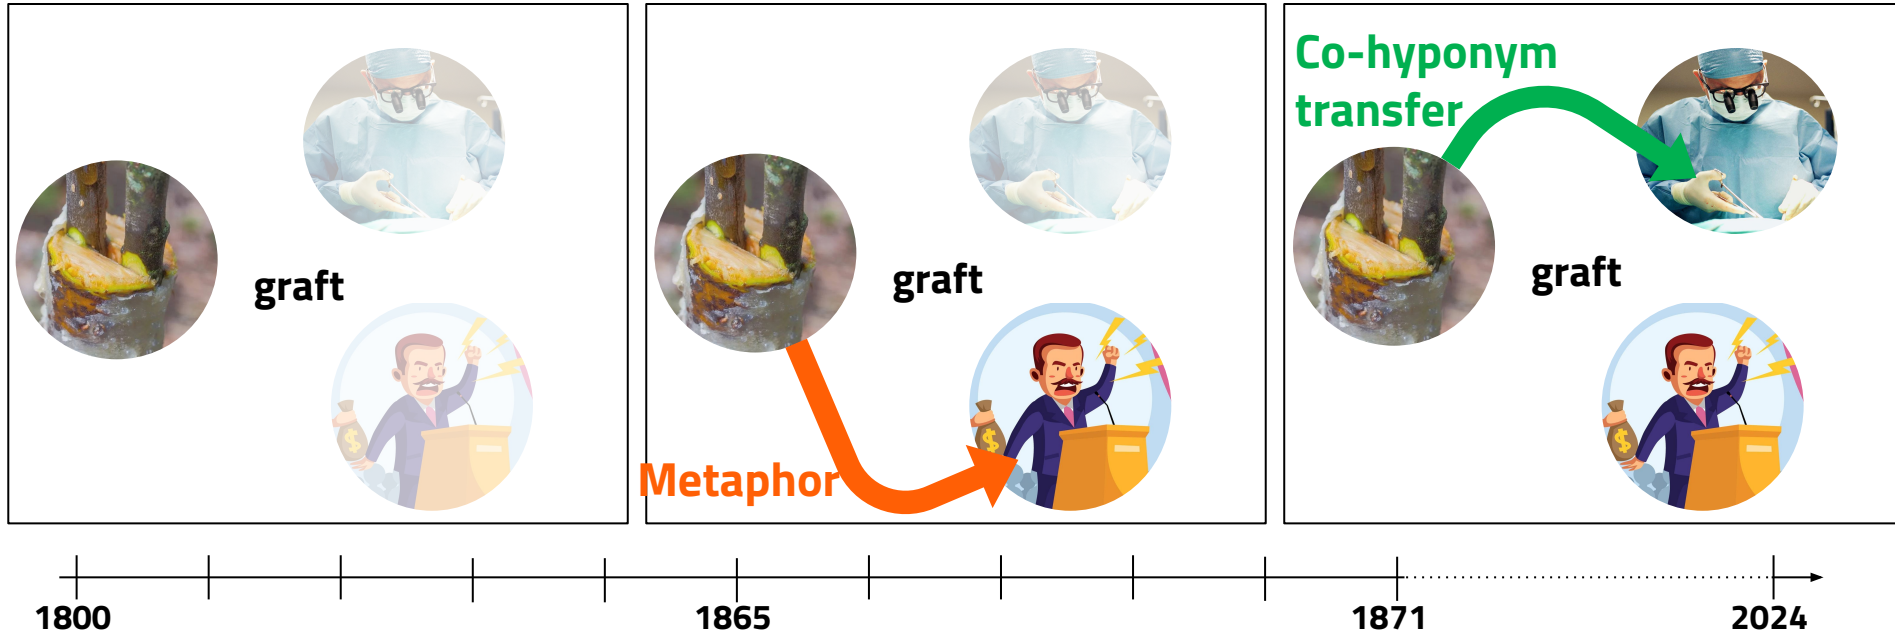 graft
Metaphor
graft
Co-hyponym
transfer
graft
$
$
$
1800
1865
1871
2024